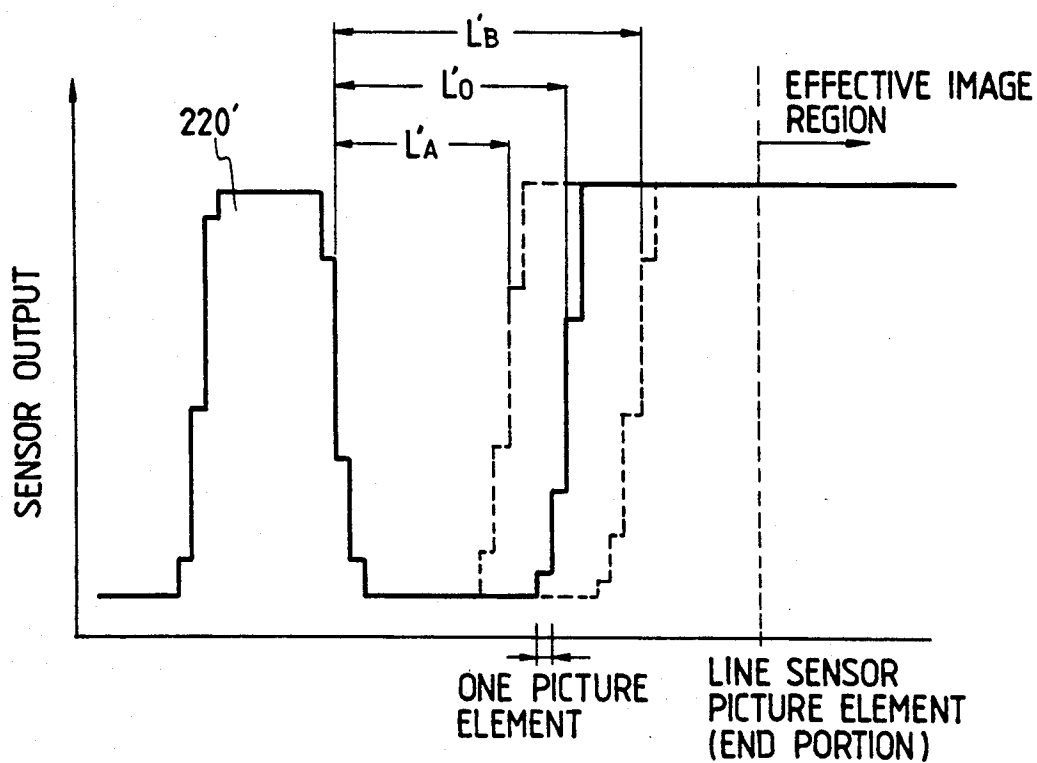 L'B
L'O
L'A
220'
EFFECTIVE IMAGE
REGION
SENSOR OUTPUT
ONE PICTURE
ELEMENT
LINE SENSOR
PICTURE ELEMENT
(END PORTION)